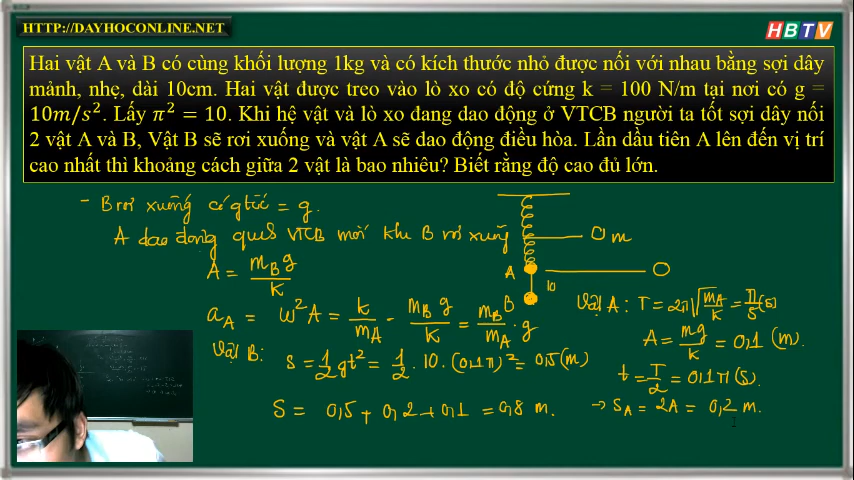 HTTP://DAYHOCONLINE.NET
HBTV
Hai vật A và B có cùng khối lượng 1kg và có kích thước nhỏ được nối với nhau bằng sợi dây
mảnh, nhẹ, dài 10cm. Hai vật được treo vào lò xo có độ cứng k = 100 N/m tại nơi có g =
10m/s². Lấy π² = 10. Khi hệ vật và lò xo đang dao động ở VTCB người ta tốt sợi dây nối
2 vật A và B, Vật B sẽ rơi xuống và vật A sẽ dao động điều hòa. Lần đầu tiên A lên đến vị trí
cao nhất thì khoảng cách giữa 2 vật là bao nhiêu? Biết rằng độ cao đủ lớn.
- B rơi xuống có gtốc = g.
A dao dong quanh VTCB mới khi B rơi xuống
A = m_B g / k
a_A = ω²A = k/m_A - m_B g / k = m_B / m_A . g
Vật B: S = 1/2 gt² = 1/2 . 10 . (0,1π)² = 0,5 (m)
S = 0,5 + 0,2 + 0,1 = 0,8 m.
O m
A
O
10
B
Vật A : T = 2π√(m_A/k) = π/5 (s)
A = mg/k = 0,1 (m).
t = T/2 = 0,1π (s).
→ S_A = 2A = 0,2 m.